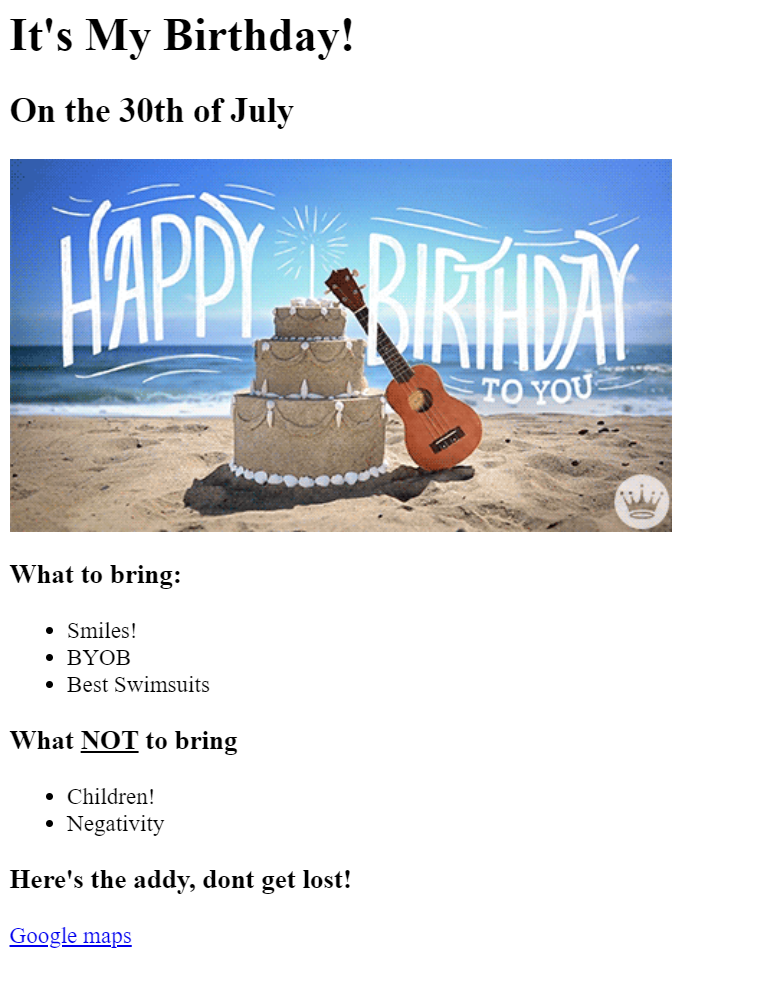 It's My Birthday!
On the 30th of July
HAPPY BIRTHDAY
TO YOU
What to bring:
Smiles!
BYOB
Best Swimsuits
What NOT to bring
Children!
Negativity
Here's the addy, dont get lost!
Google maps